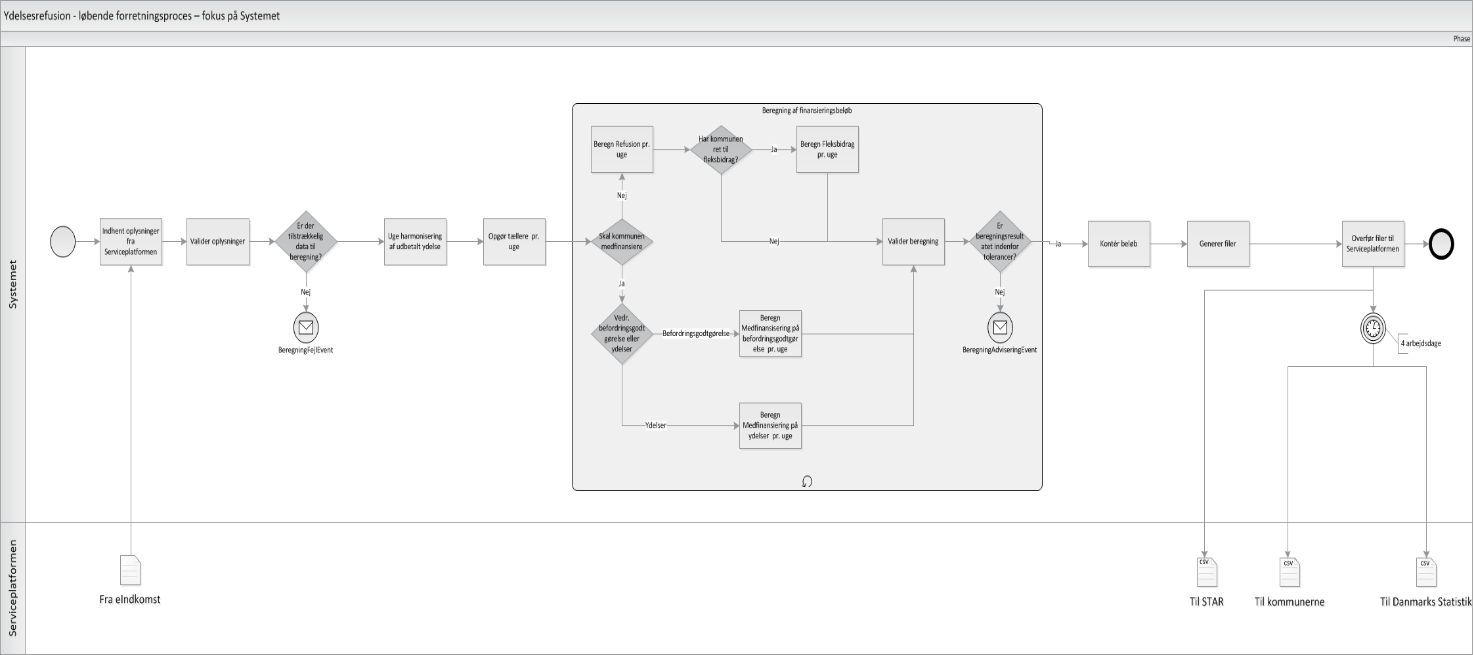 Ydelsesrefusion - løbende forretningsproces – fokus på Systemet
Phase
Systemet
Beregning af finansieringsbeløb
Beregn Refusion pr.
uge
Har kommunen
ret til
fleksbidrag?
Ja
Beregn Fleksbidrag
pr. uge
Nej
Indhent oplysninger
fra
Serviceplatformen
Valider oplysninger
Er der
tilstrækkelig
data til
beregning?
Uge harmonisering
af udbetalt ydelse
Opgør tællere pr.
uge
Skal kommunen
medfinansiere
Nej
Valider beregning
Er
beregningsresult
atet indenfor
tolerancer?
Ja
Kontér beløb
Generer filer
Overfør filer til
Serviceplatformen
Nej
BeregningFejlEvent
Ja
Vedr.
befordringsgodt
gørelse eller
ydelser
Befordringsgodtgørelse
Beregn
Medfinansisering på
befordringsgodtgør
else pr. uge
Nej
BeregningAdviseringEvent
4 arbejdsdage
Ydelser
Beregn
Medfinansiering på
ydelser pr. uge
Serviceplatformen
Fra eIndkomst
CSV
Til STAR
CSV
Til kommunerne
CSV
Til Danmarks Statistik